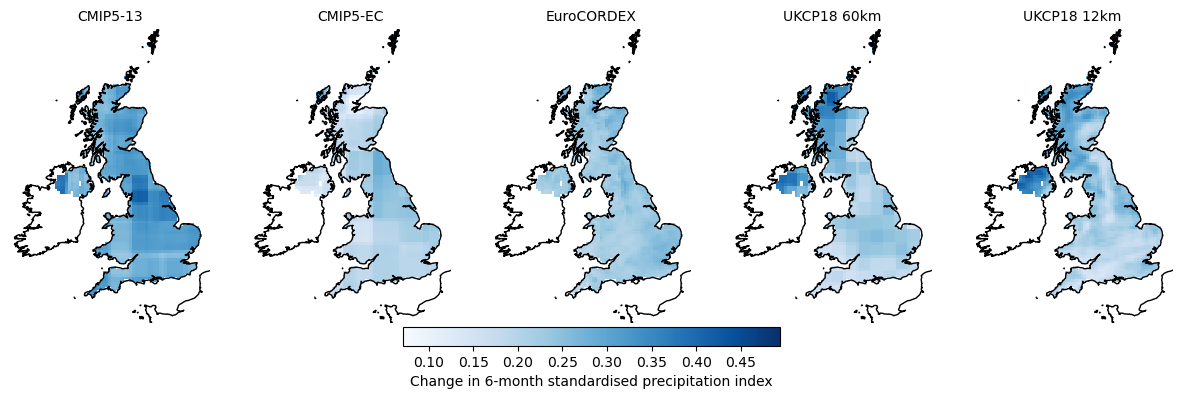 CMIP5-13 CMIP5-EC EuroCORDEX UKCP18 60km UKCP18 12km
0.10 0.15 0.20 0.25 0.30 0.35 0.40 0.45
Change in 6-month standardised precipitation index